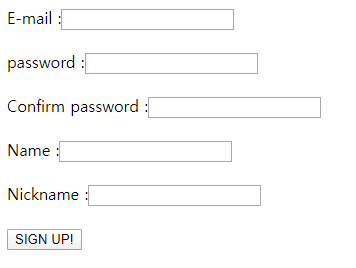 E-mail :
password :
Confirm password :
Name :
Nickname :
SIGN UP!